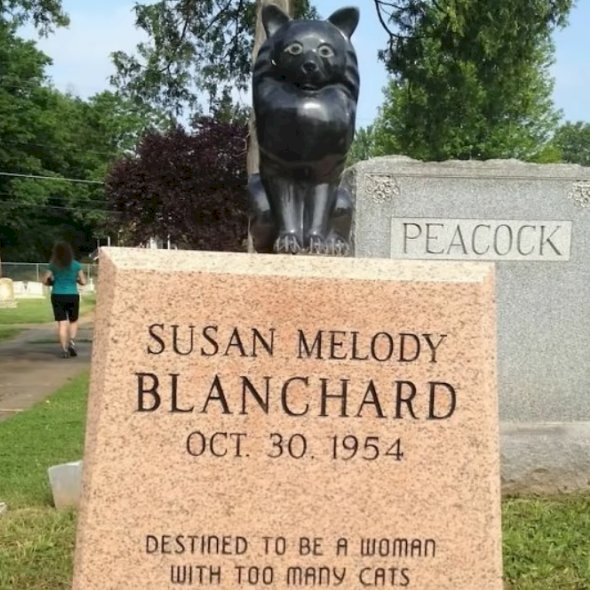 PEACOCK
SUSAN MELODY
BLANCHARD
OCT. 30. 1954
DESTINED TO BE A WOMAN
WITH TOO MANY CATS